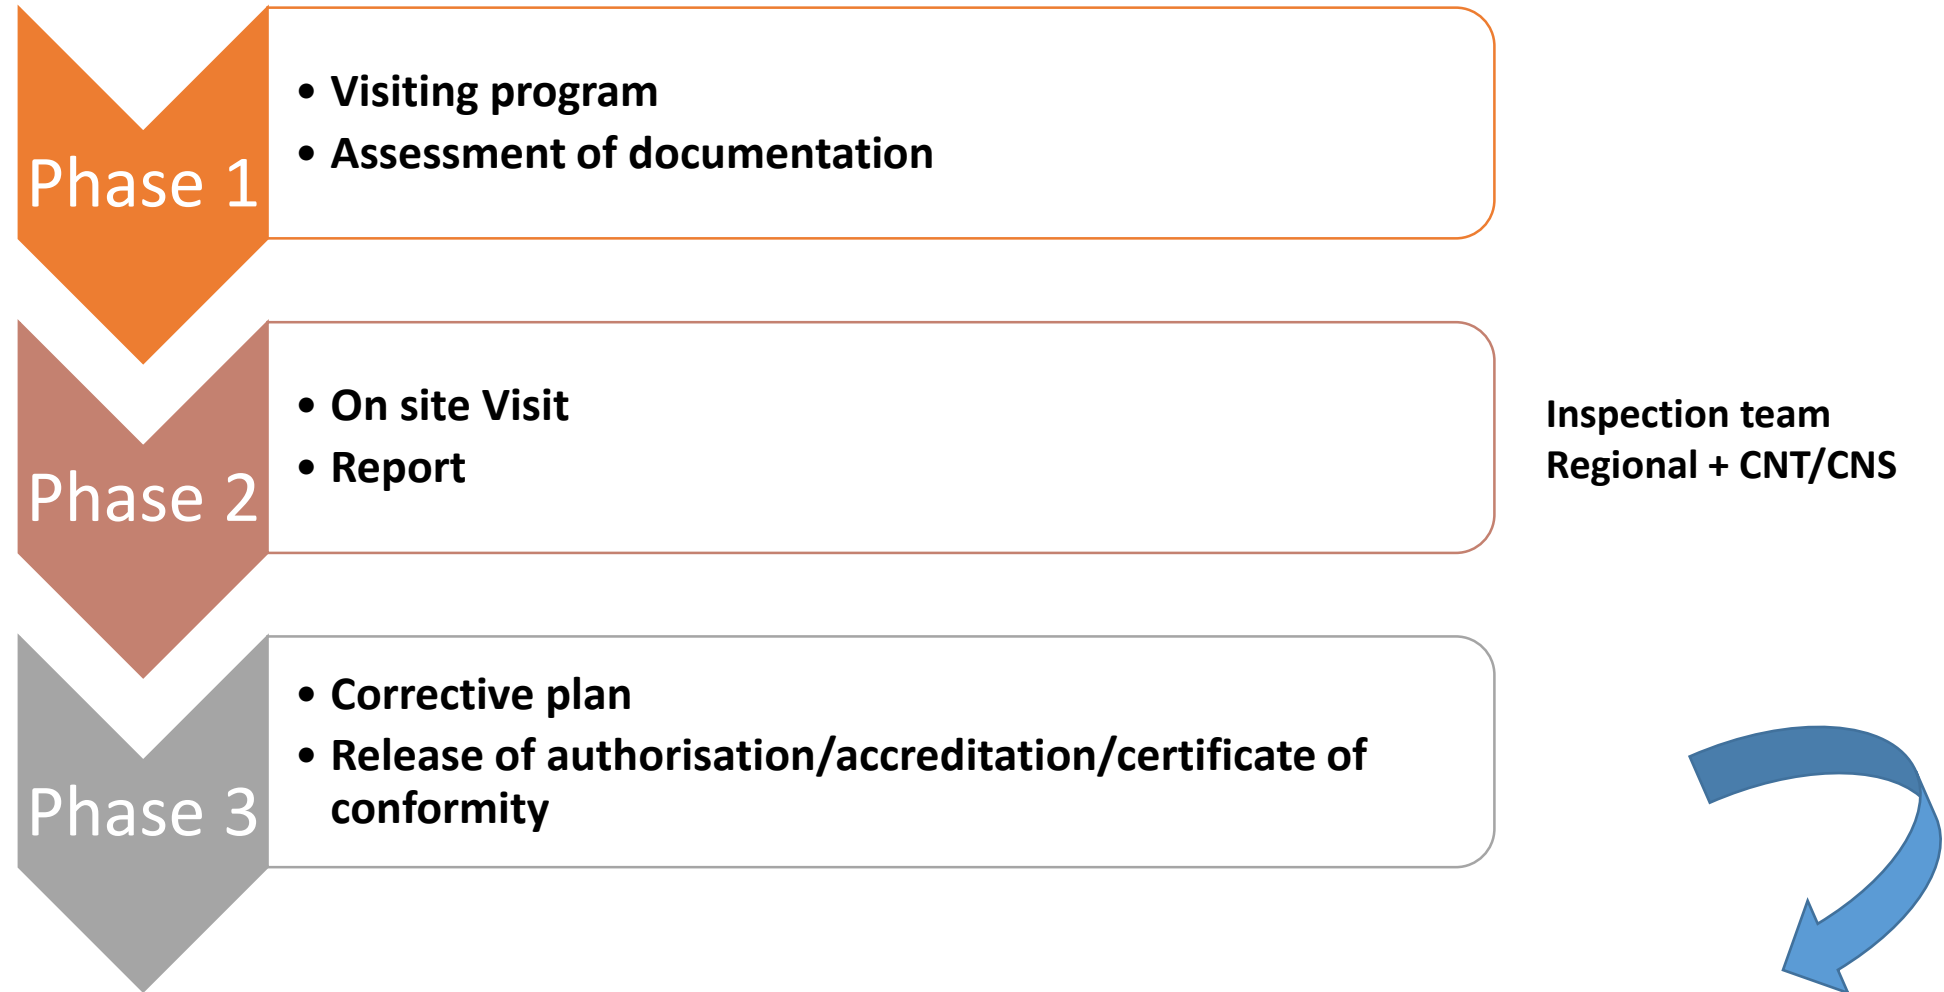 Phase 1
• Visiting program
• Assessment of documentation
Phase 2
• On site Visit
• Report
Inspection team
Regional + CNT/CNS
Phase 3
• Corrective plan
• Release of authorisation/accreditation/certificate of
conformity